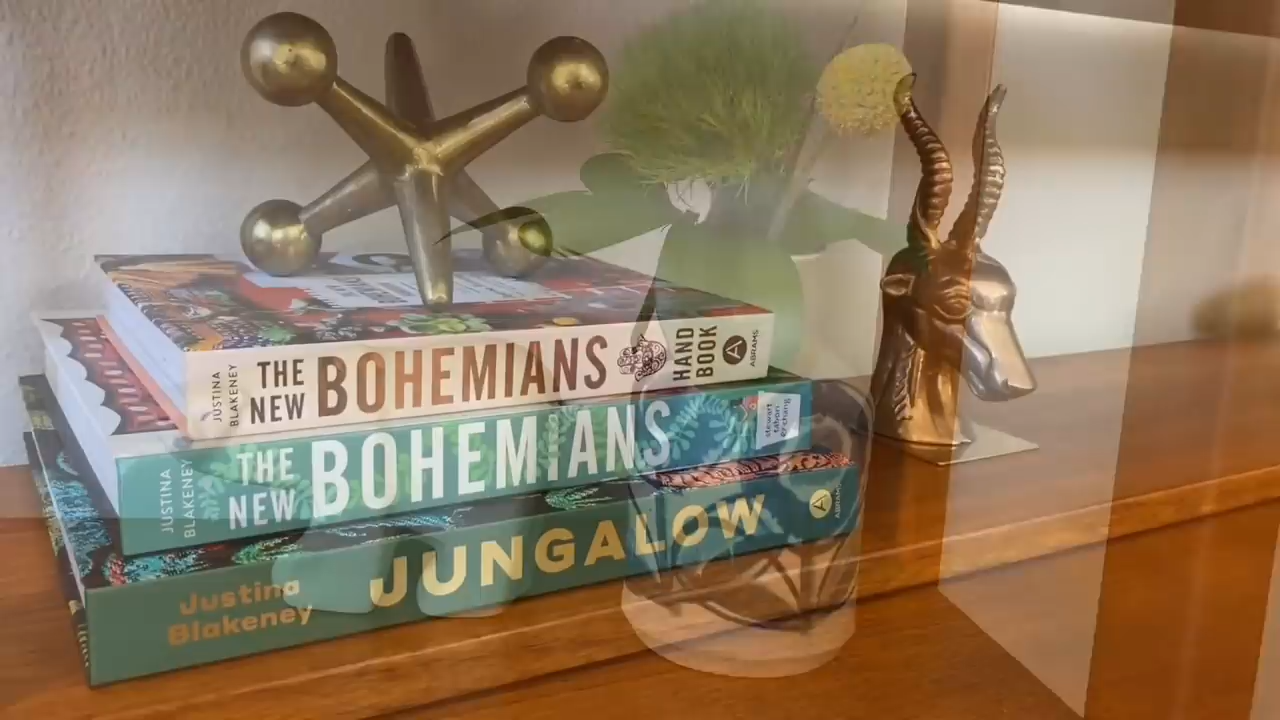 JUSTINA
BLAKENEY
THE
NEW
BOHEMIANS
HAND
BOOK
ABRAMS
JUSTINA
BLAKENEY
THE
NEW
BOHEMIANS
stewart
tabori
& chang
Justina
Blakeney
JUNGALOW
ABRAMS